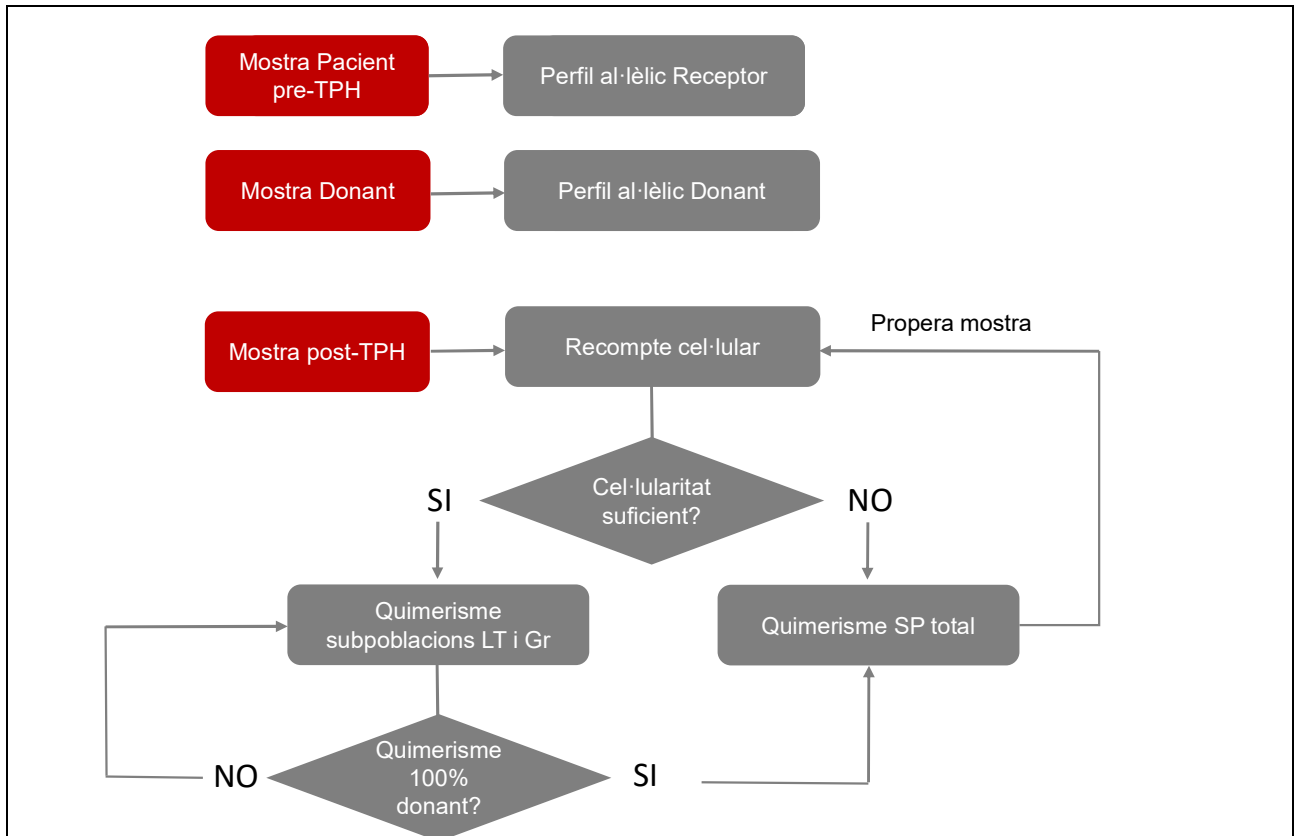 Mostra Pacient
pre-TPH
Perfil al·lèlic Receptor
Mostra Donant
Perfil al·lèlic Donant
Mostra post-TPH
Recompte cel·lular
Propera mostra
Cel·lularitat
suficient?
SI
NO
Quimerisme
subpoblacions LT i Gr
Quimerisme SP total
Quimerisme
100%
donant?
NO
SI